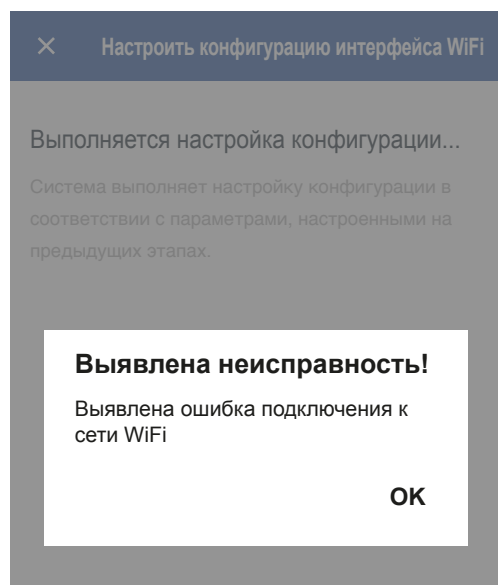 Настроить конфигурацию интерфейса WiFi
Выполняется настройка конфигурации...
Система выполняет настройку конфигурации в
соответствии с параметрами, настроенными на
предыдущих этапах.
Выявлена неисправность!
Выявлена ошибка подключения к
сети WiFi
OK